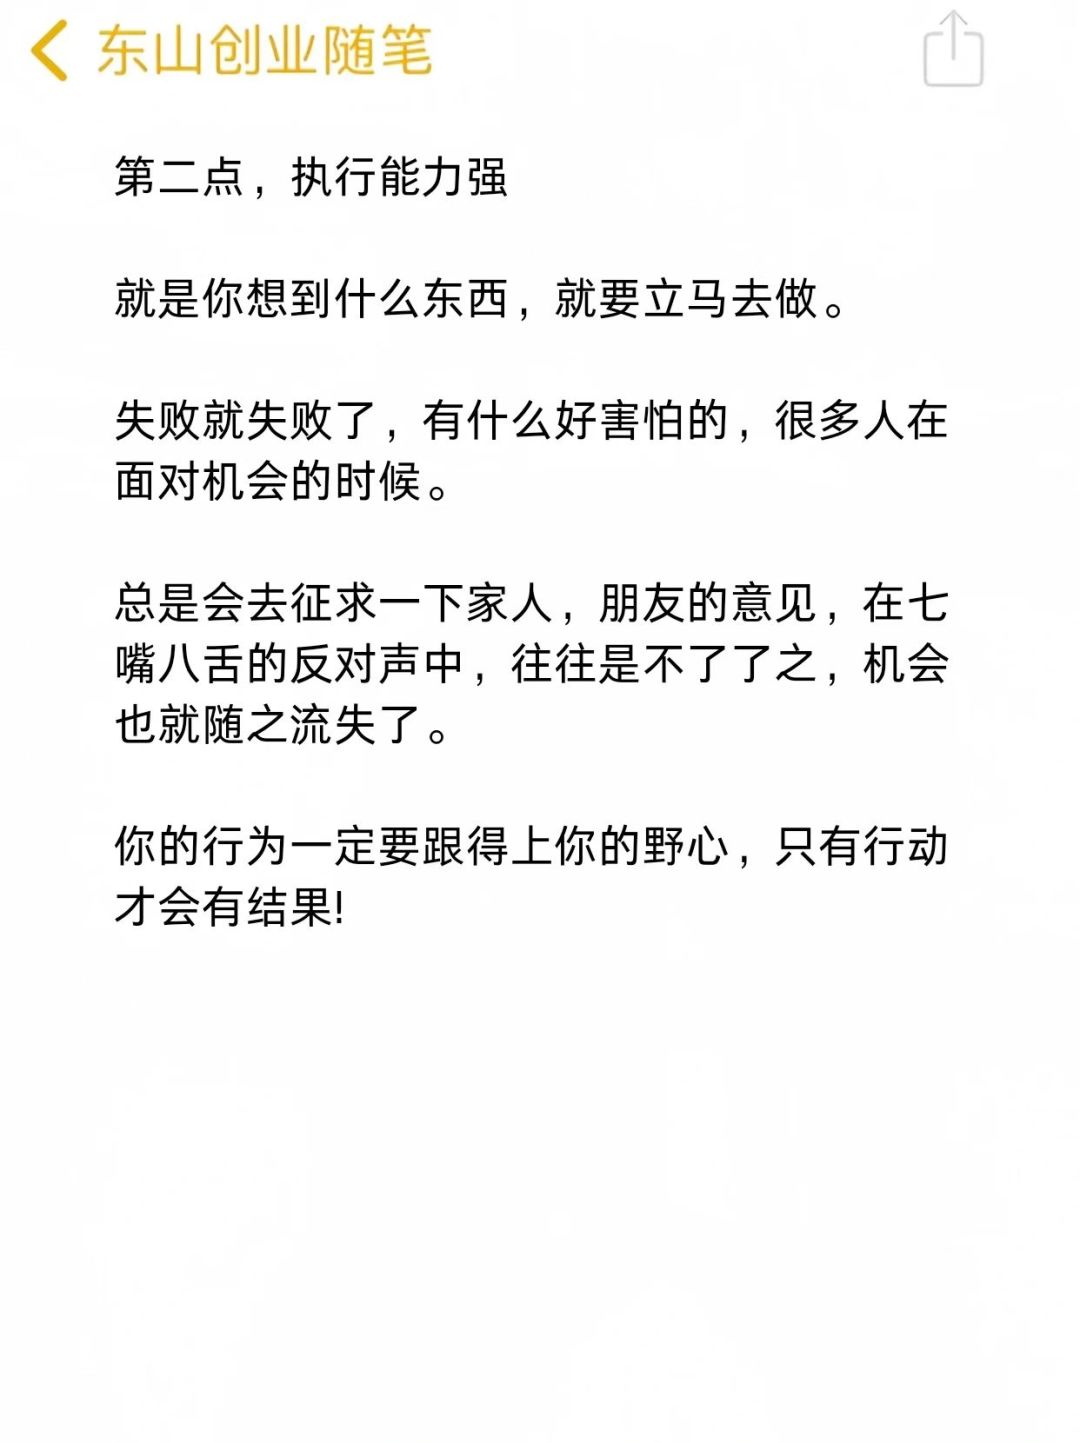 东山创业随笔
第二点，执行能力强
就是你想到什么东西，就要立马去做。
失败就失败了，有什么好害怕的，很多人在
面对机会的时候。
总是会去征求一下家人，朋友的意见，在七
嘴八舌的反对声中，往往是不了了之，机会
也就随之流失了。
你的行为一定要跟得上你的野心，只有行动
才会有结果!